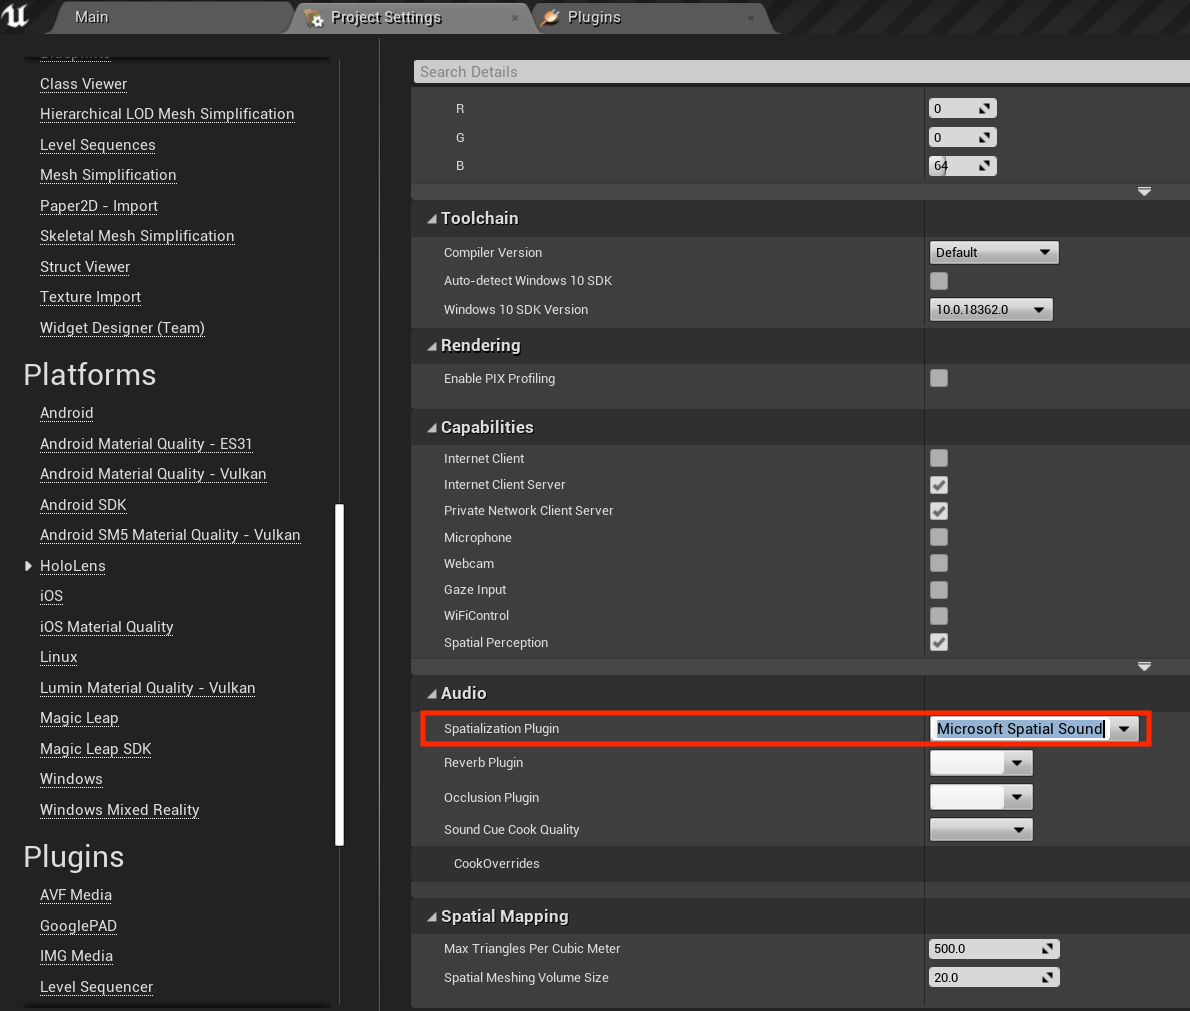 Main
Project Settings
Plugins
Class Viewer
Hierarchical LOD Mesh Simplification
Level Sequences
Mesh Simplification
Paper2D - Import
Skeletal Mesh Simplification
Struct Viewer
Texture Import
Widget Designer (Team)
Platforms
Android
Android Material Quality - ES31
Android Material Quality - Vulkan
Android SDK
Android SM5 Material Quality - Vulkan
HoloLens
iOS
iOS Material Quality
Linux
Lumin Material Quality - Vulkan
Magic Leap
Magic Leap SDK
Windows
Windows Mixed Reality
Plugins
AVF Media
GooglePAD
IMG Media
Level Sequencer
Search Details
R 0
G 0
B 64
Toolchain
Compiler Version Default
Auto-detect Windows 10 SDK
Windows 10 SDK Version 10.0.18362.0
Rendering
Enable PIX Profiling
Capabilities
Internet Client
Internet Client Server
Private Network Client Server
Microphone
Webcam
Gaze Input
WiFiControl
Spatial Perception
Audio
Spatialization Plugin Microsoft Spatial Sound
Reverb Plugin
Occlusion Plugin
Sound Cue Cook Quality
CookOverrides
Spatial Mapping
Max Triangles Per Cubic Meter 500.0
Spatial Meshing Volume Size 20.0